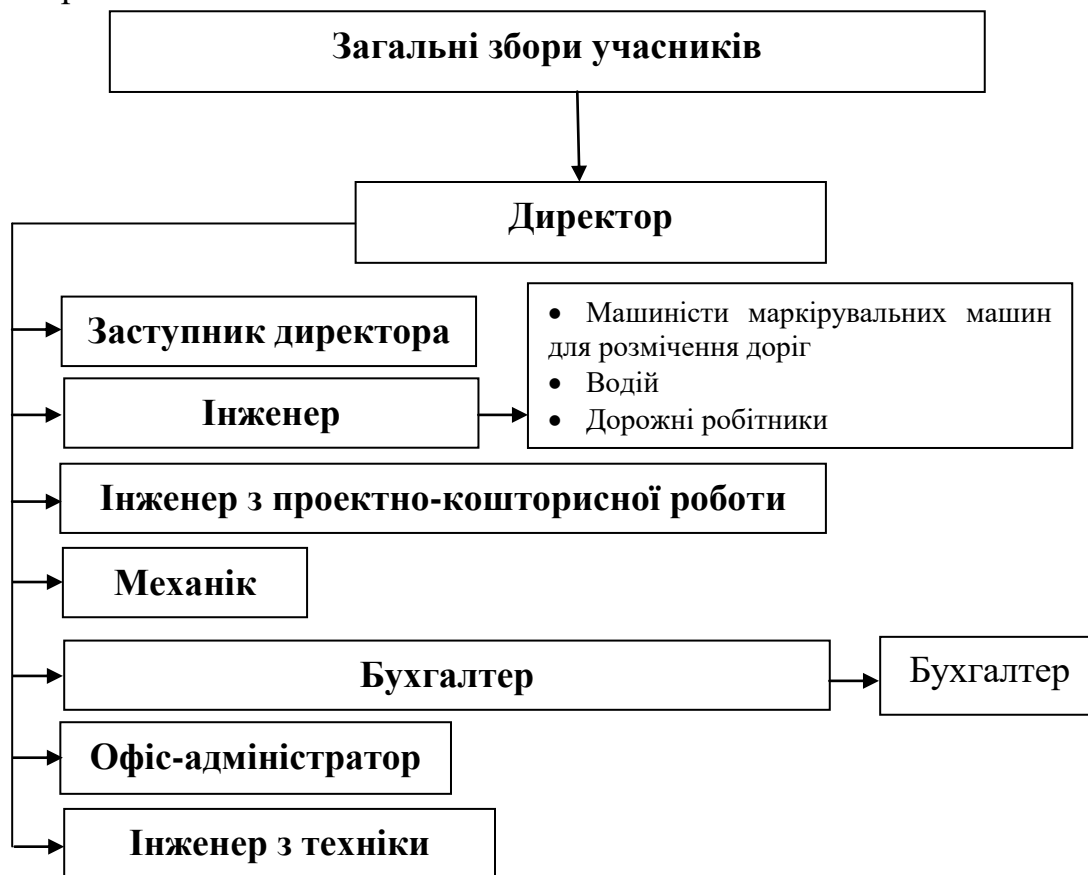 Загальні збори учасників
Директор
Заступник директора
• Машиністи маркірувальних машин
для розмічення доріг
• Водій
• Дорожні робітники
Інженер
Інженер з проектно-кошторисної роботи
Механік
Бухгалтер
Бухгалтер
Офіс-адміністратор
Інженер з техніки